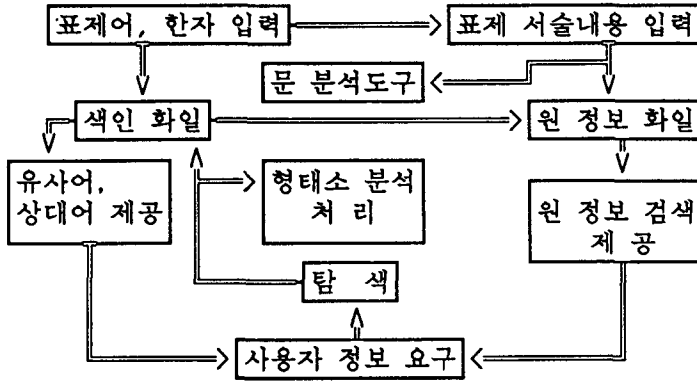 표제어, 한자 입력
표제 서술내용 입력
문 분석도구
색인 화일
원 정보 화일
유사어,
상대어 제공
형태소 분석
처 리
원 정보 검색
제 공
탐 색
사용자 정보 요구